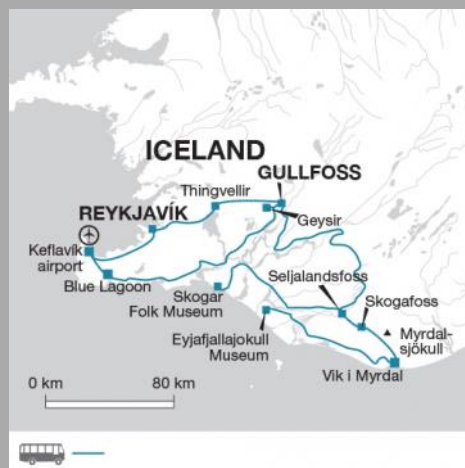 ICELAND
GULLFOSS
Thingvellir
REYKJAVÍK
Geysir
Keflavik
airport
Blue Lagoon
Seljalandsfoss
Skogar
Folk Museum
Skogafoss
Eyjafjallajokull
Museum
Myrdal-
sjökull
Vik i Myrdal
0 km
80 km